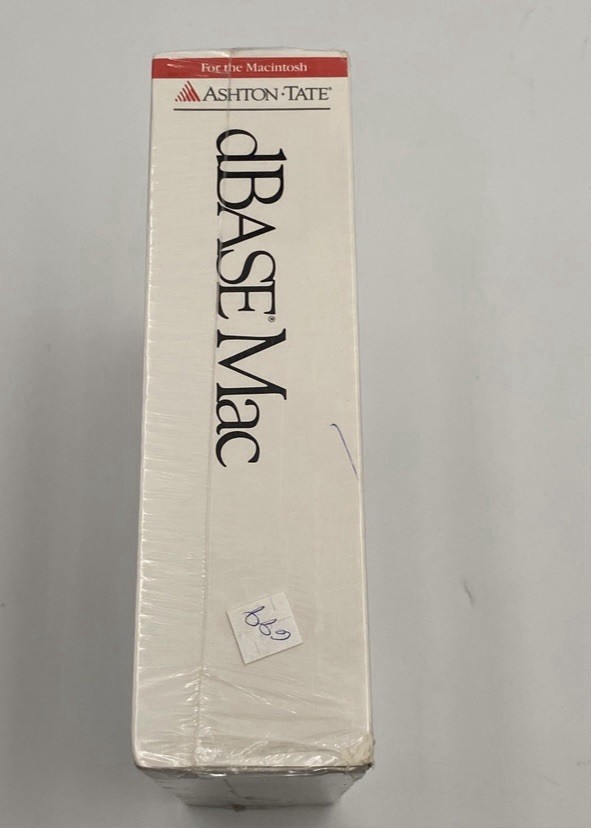 For the Macintosh
ASHTON·TATE®
dBASE® Mac